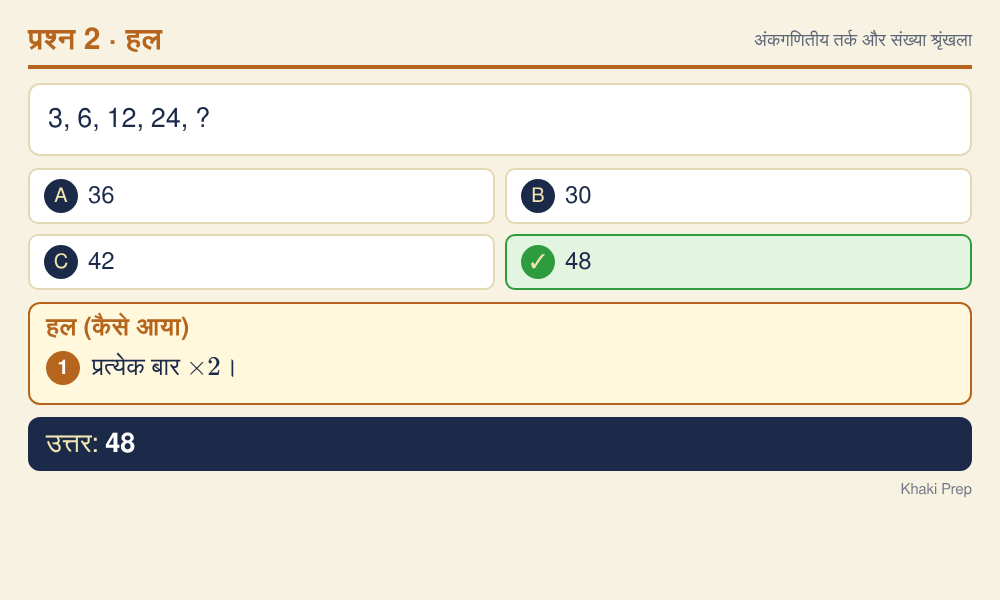 प्रश्न 2 · हल
अंकगणितीय तर्क और संख्या श्रृंखला
3, 6, 12, 24, ?
A 36
B 30
C 42
✓ 48
हल (कैसे आया)
1 प्रत्येक बार ×2।
उत्तर: 48
Khaki Prep